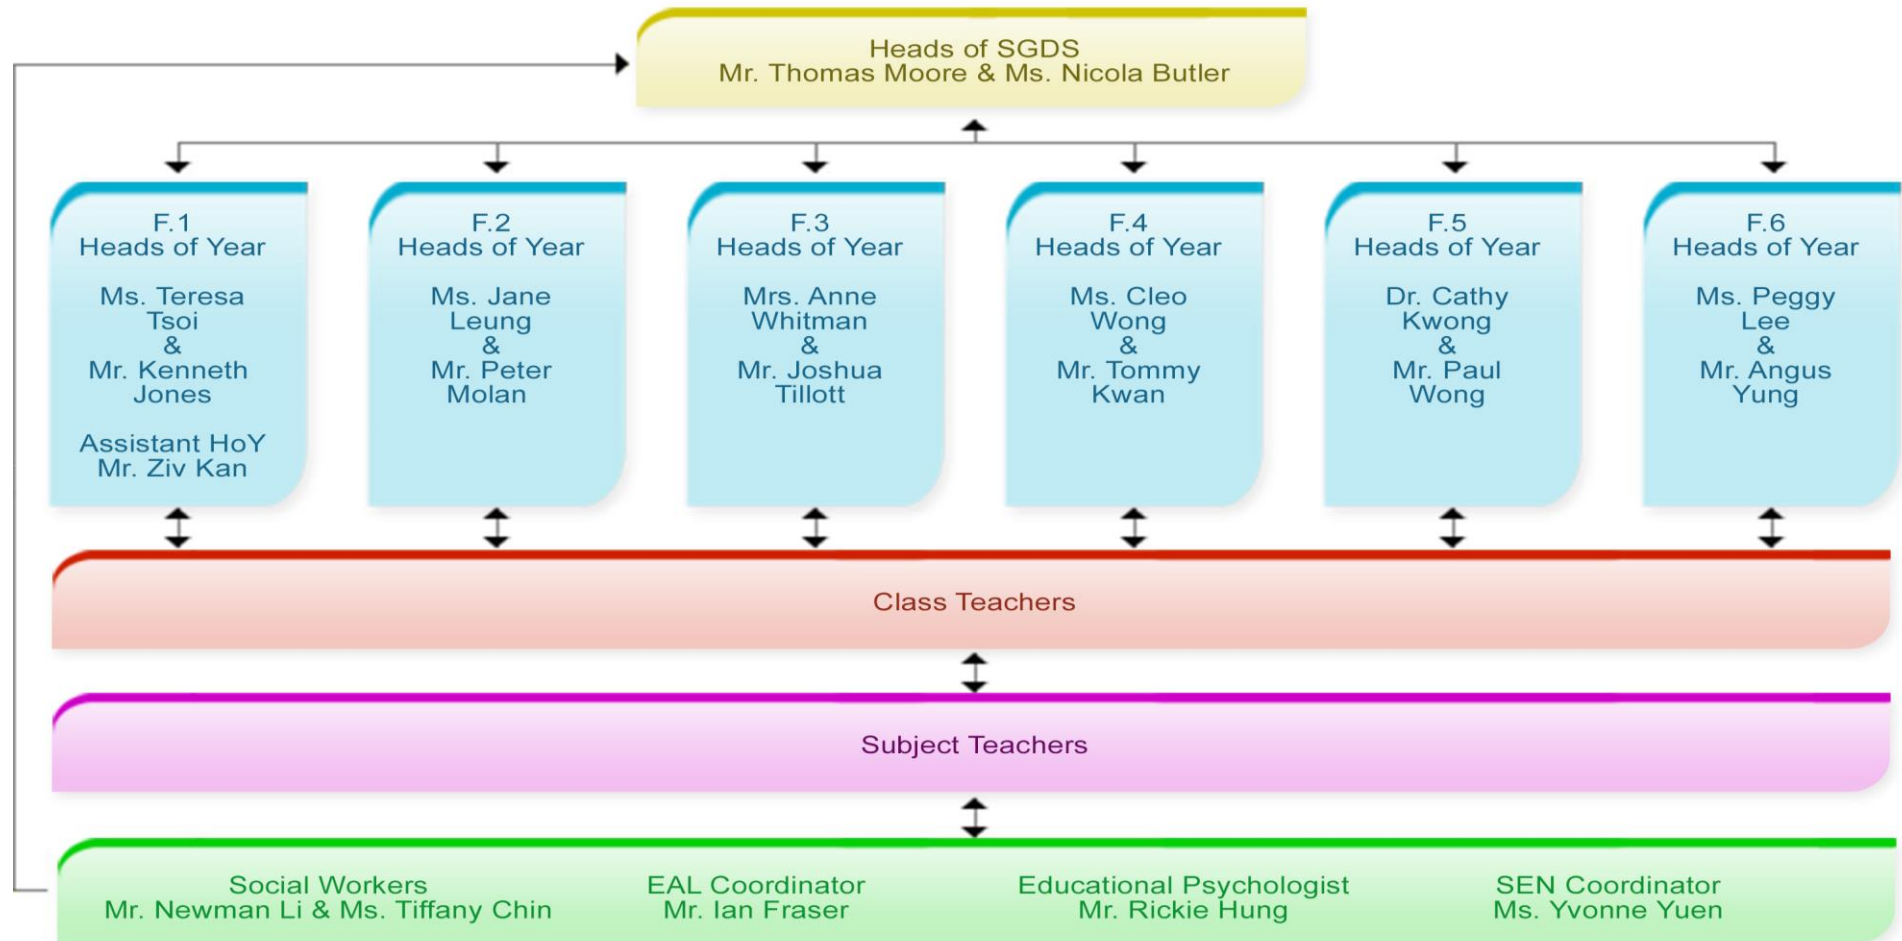 Heads of SGDS
Mr. Thomas Moore & Ms. Nicola Butler
F.1
Heads of Year
Ms. Teresa
Tsoi
&
Mr. Kenneth
Jones
Assistant HoY
Mr. Ziv Kan
F.2
Heads of Year
Ms. Jane
Leung
&
Mr. Peter
Molan
F.3
Heads of Year
Mrs. Anne
Whitman
&
Mr. Joshua
Tillott
F.4
Heads of Year
Ms. Cleo
Wong
&
Mr. Tommy
Kwan
F.5
Heads of Year
Dr. Cathy
Kwong
&
Mr. Paul
Wong
F.6
Heads of Year
Ms. Peggy
Lee
&
Mr. Angus
Yung
Class Teachers
Subject Teachers
Social Workers
Mr. Newman Li & Ms. Tiffany Chin
EAL Coordinator
Mr. Ian Fraser
Educational Psychologist
Mr. Rickie Hung
SEN Coordinator
Ms. Yvonne Yuen